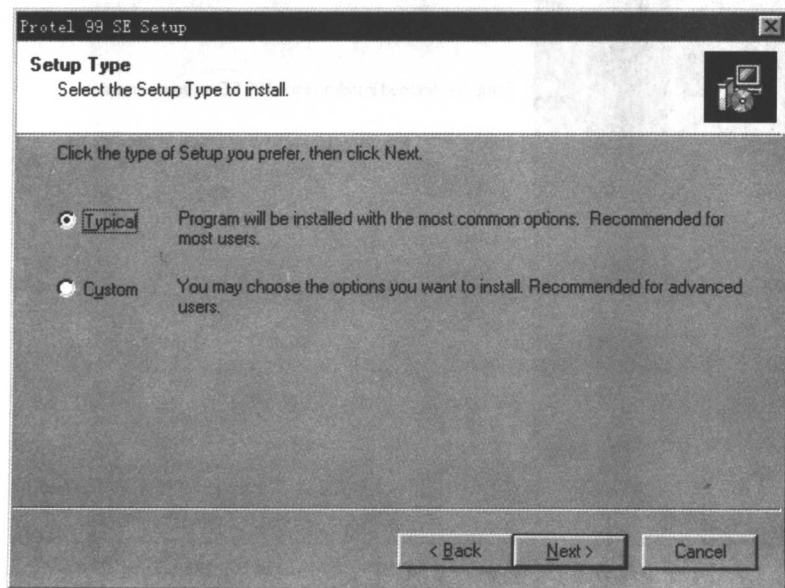 Protel 99 SE Setup
Setup Type
Select the Setup Type to install.
Click the type of Setup you prefer, then click Next.
Typical
Program will be installed with the most common options. Recommended for
most users.
Custom
You may choose the options you want to install. Recommended for advanced
users.
< Back
Next >
Cancel